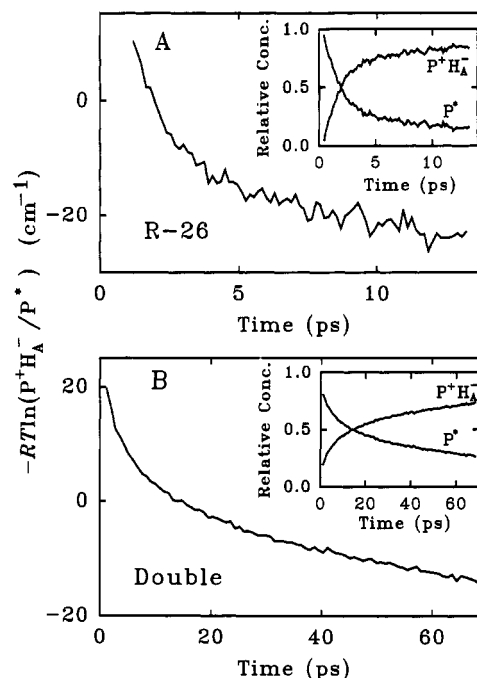 −RTln(P⁺H_A⁻/P*) (cm⁻¹)
A
0
−20
R-26
0
5
10
Time (ps)
Relative Conc.
1.0
0.5
0.0
P⁺H_A⁻
P*
0
5
10
Time (ps)
B
20
0
−20
Double
0
20
40
60
Time (ps)
Relative Conc.
1.0
0.5
0.0
P⁺H_A⁻
P*
0
20
40
60
Time (ps)